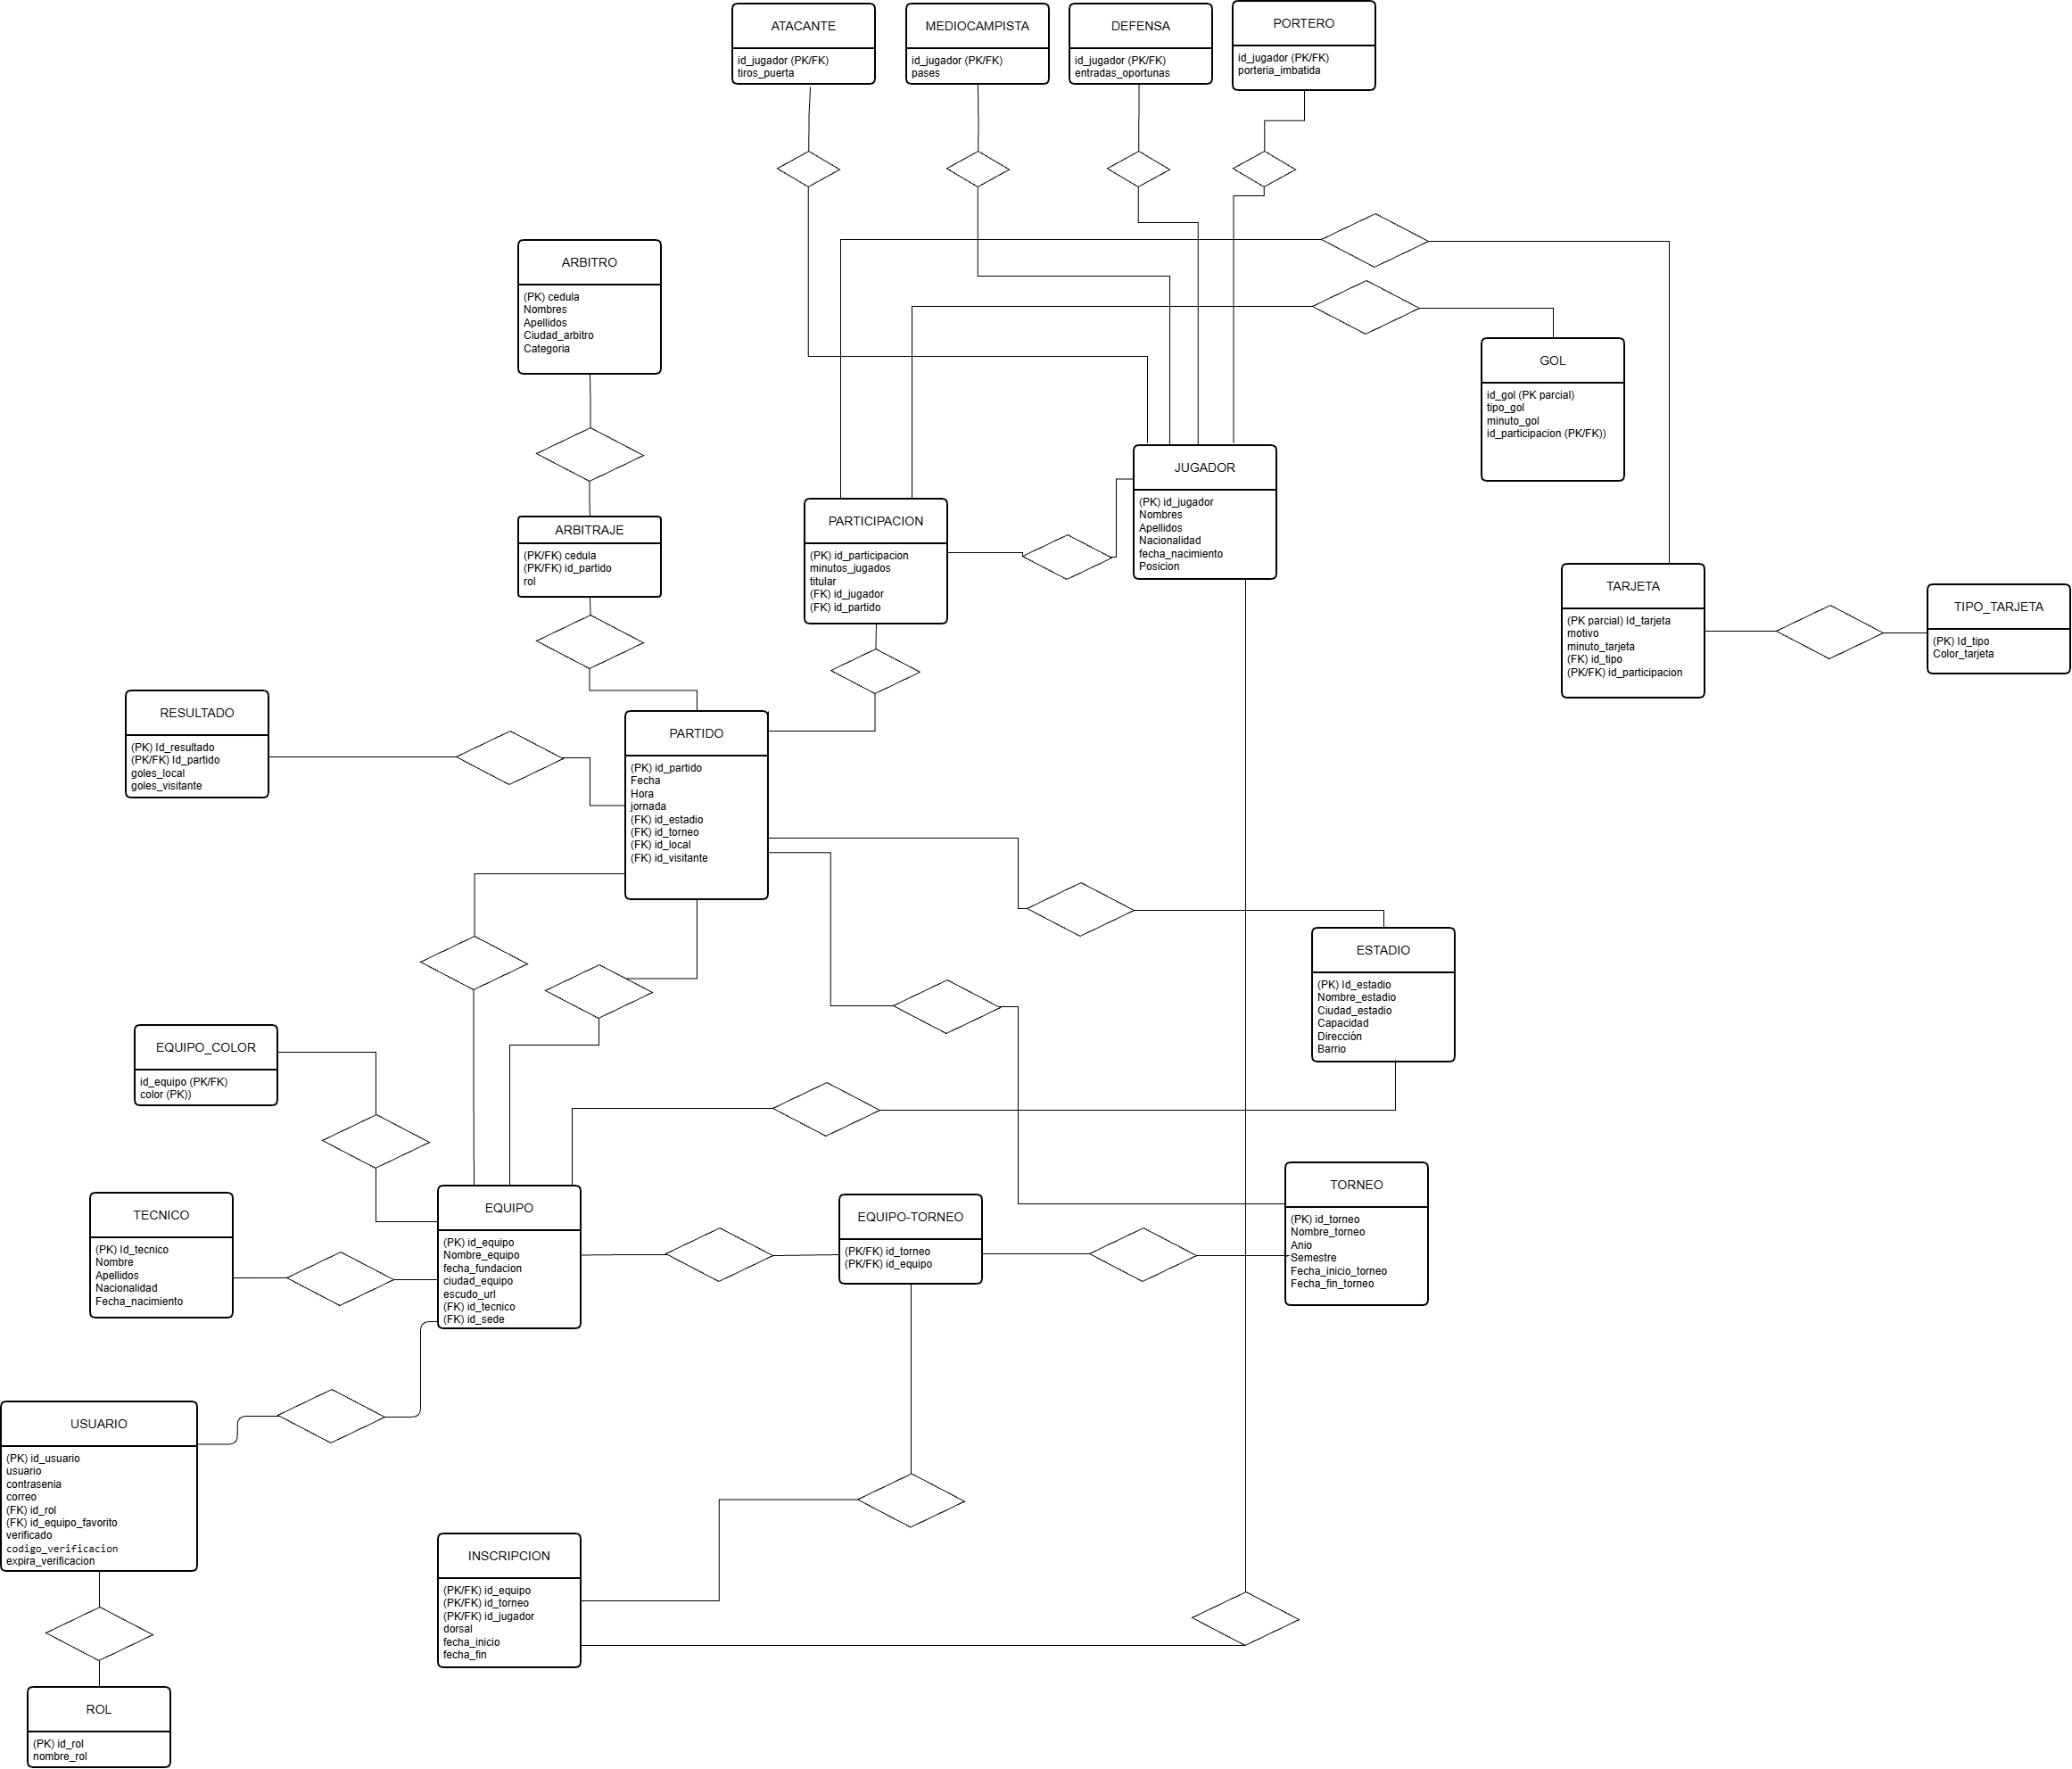 ATACANTE
id_jugador (PK/FK)
tiros_puerta
MEDIOCAMPISTA
id_jugador (PK/FK)
pases
DEFENSA
id_jugador (PK/FK)
entradas_oportunas
PORTERO
id_jugador (PK/FK)
porteria_imbatida
ARBITRO
(PK) cedula
Nombres
Apellidos
Ciudad_arbitro
Categoria
GOL
id_gol (PK parcial)
tipo_gol
minuto_gol
id_participacion (PK/FK))
JUGADOR
(PK) id_jugador
Nombres
Apellidos
Nacionalidad
fecha_nacimiento
Posicion
PARTICIPACION
(PK) id_participacion
minutos_jugados
titular
(FK) id_jugador
(FK) id_partido
ARBITRAJE
(PK/FK) cedula
(PK/FK) id_partido
rol
TARJETA
(PK parcial) Id_tarjeta
motivo
minuto_tarjeta
(FK) id_tipo
(PK/FK) id_participacion
TIPO_TARJETA
(PK) Id_tipo
Color_tarjeta
RESULTADO
(PK) Id_resultado
(PK/FK) Id_partido
goles_local
goles_visitante
PARTIDO
(PK) id_partido
Fecha
Hora
jornada
(FK) id_estadio
(FK) id_torneo
(FK) id_local
(FK) id_visitante
ESTADIO
(PK) Id_estadio
Nombre_estadio
Ciudad_estadio
Capacidad
Dirección
Barrio
EQUIPO_COLOR
id_equipo (PK/FK)
color (PK))
TECNICO
(PK) Id_tecnico
Nombre
Apellidos
Nacionalidad
Fecha_nacimiento
EQUIPO
(PK) id_equipo
Nombre_equipo
fecha_fundacion
ciudad_equipo
escudo_url
(FK) id_tecnico
(FK) id_sede
EQUIPO-TORNEO
(PK/FK) id_torneo
(PK/FK) id_equipo
TORNEO
(PK) id_torneo
Nombre_torneo
Anio
Semestre
Fecha_inicio_torneo
Fecha_fin_torneo
USUARIO
(PK) id_usuario
usuario
contrasenia
correo
(FK) id_rol
(FK) id_equipo_favorito
verificado
codigo_verificacion
expira_verificacion
INSCRIPCION
(PK/FK) id_equipo
(PK/FK) id_torneo
(PK/FK) id_jugador
dorsal
fecha_inicio
fecha_fin
ROL
(PK) id_rol
nombre_rol